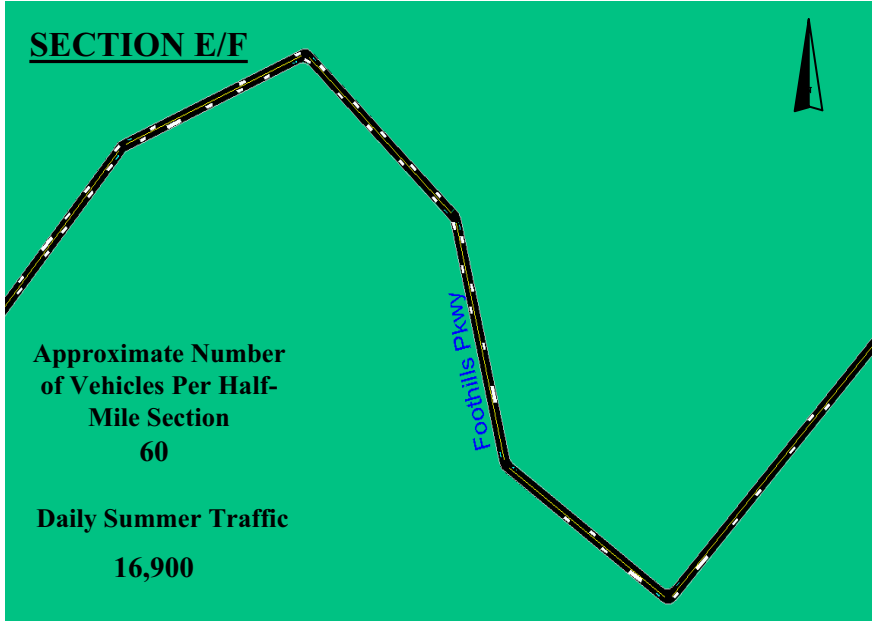 SECTION E/F
Foothills Pkwy
Approximate Number
of Vehicles Per Half-
Mile Section
60
Daily Summer Traffic
16,900